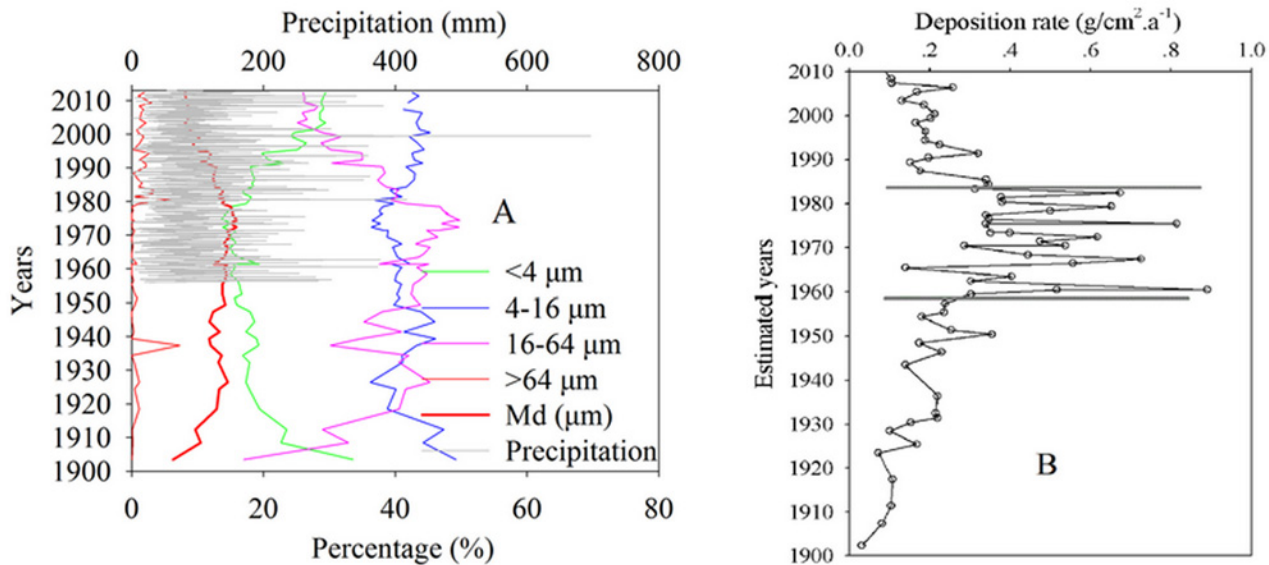 Precipitation (mm)
0 200 400 600 800
Years
2010
2000
1990
1980
1970
1960
1950
1940
1930
1920
1910
1900
A
<4 μm
4-16 μm
16-64 μm
>64 μm
Md (μm)
Precipitation
0 20 40 60 80
Percentage (%)
Deposition rate (g/cm².a⁻¹)
0.0 .2 .4 .6 .8 1.0
Estimated years
2010
2000
1990
1980
1970
1960
1950
1940
1930
1920
1910
1900
B